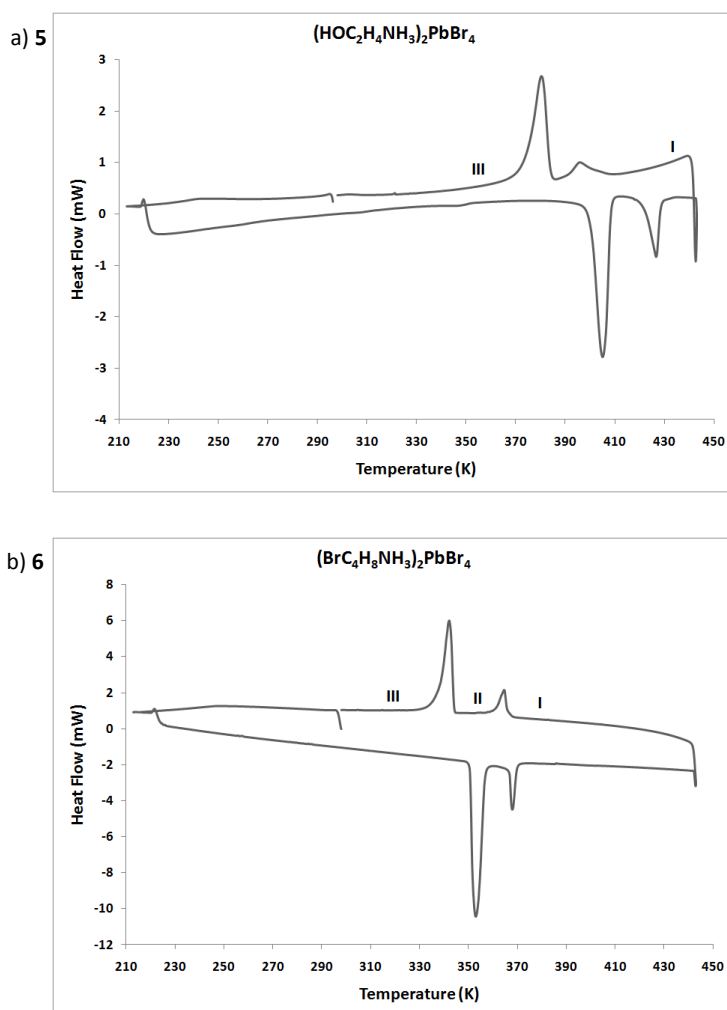 a) 5
(HOC₂H₄NH₃)₂PbBr₄
3
2
1
0
-1
-2
-3
-4
Heat Flow (mW)
III
I
210 230 250 270 290 310 330 350 370 390 410 430 450
Temperature (K)
b) 6
(BrC₄H₈NH₃)₂PbBr₄
8
6
4
2
0
-2
-4
-6
-8
-10
-12
Heat Flow (mW)
III II I
210 230 250 270 290 310 330 350 370 390 410 430 450
Temperature (K)